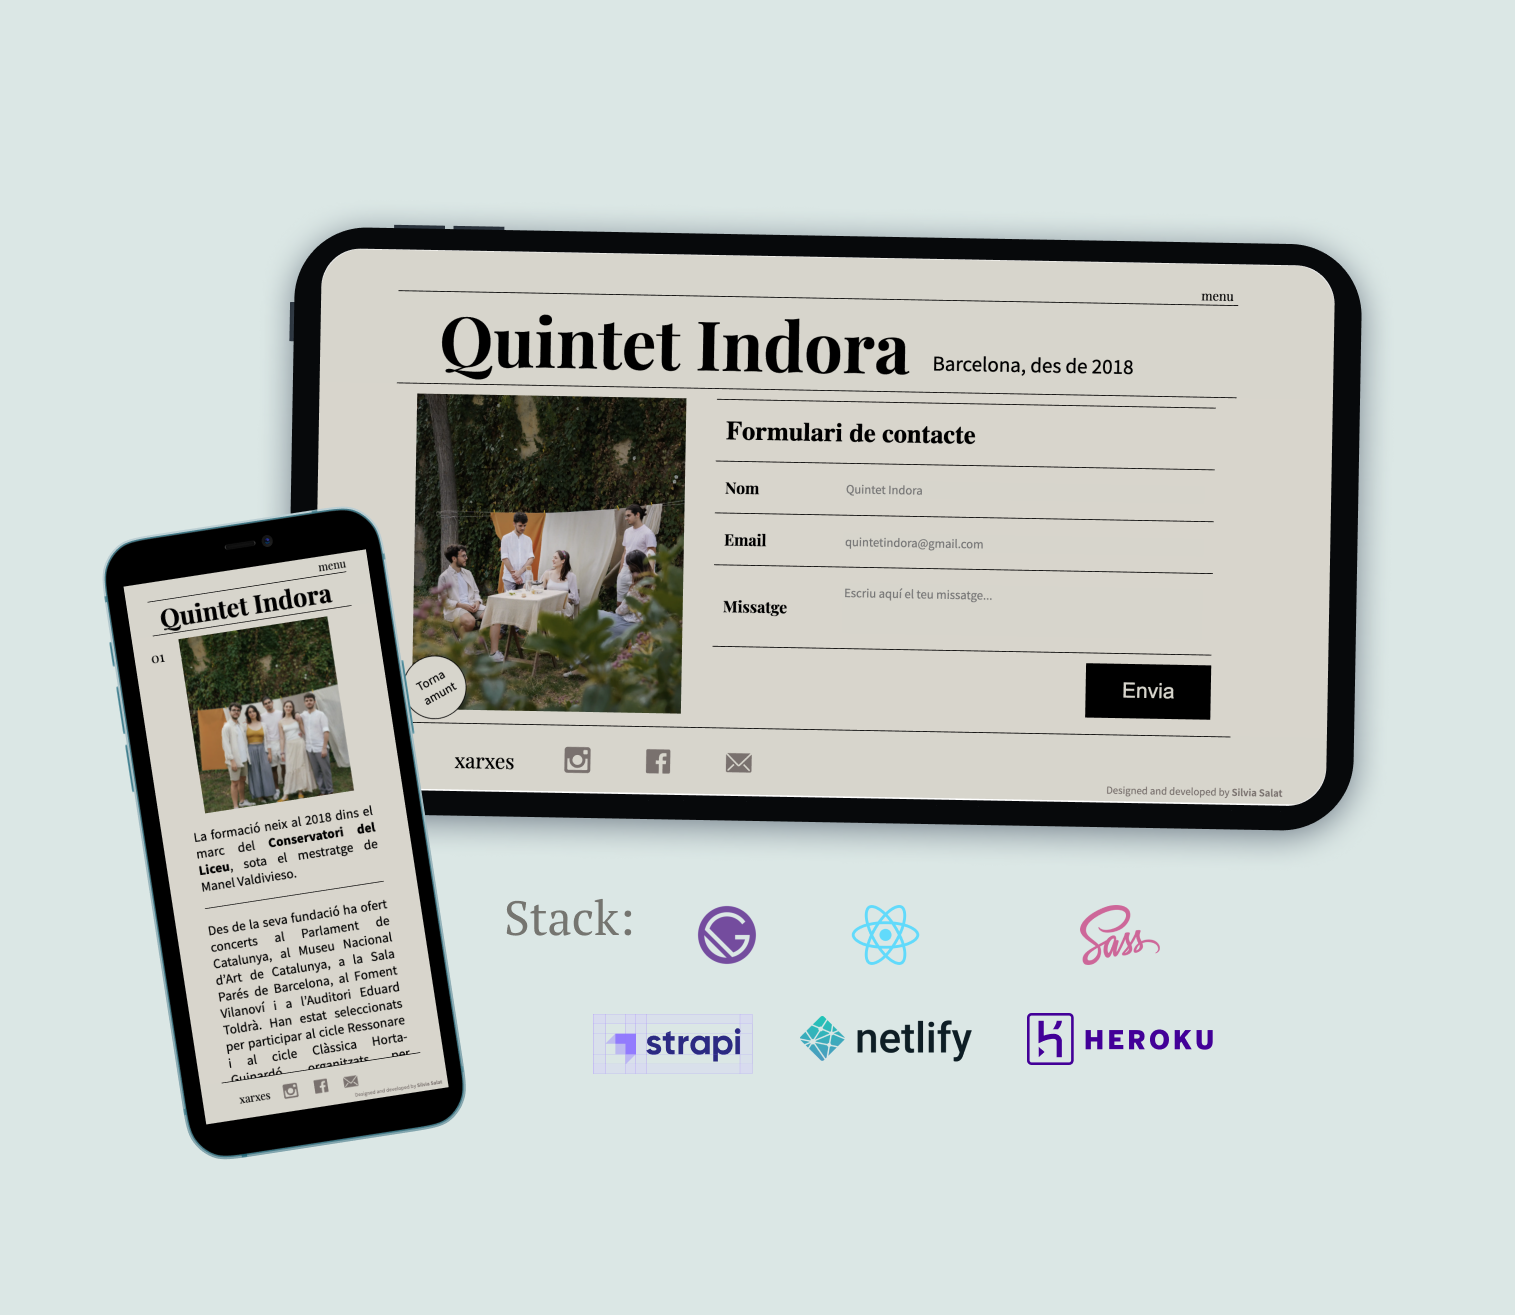 menu
Quintet Indora Barcelona, des de 2018
Formulari de contacte
Nom Quintet Indora
Email quintetindora@gmail.com
Missatge Escriu aquí el teu missatge...
Envia
Torna
amunt
xarxes
Designed and developed by Silvia Salat
menu
Quintet Indora
01
La formació neix al 2018 dins el
marc del Conservatori del
Liceu, sota el mestratge de
Manel Valdivieso.
Des de la seva fundació ha ofert
concerts al Parlament de
Catalunya, al Museu Nacional
d'Art de Catalunya, a la Sala
Parés de Barcelona, al Foment
Vilanoví i a l'Auditori Eduard
Toldrà. Han estat seleccionats
per participar al cicle Ressonare
i al cicle Clàssica Horta-
Guinardó organitzats per
xarxes
Designed and developed by Silvia Salat
Stack:
Sass
strapi
netlify
HEROKU